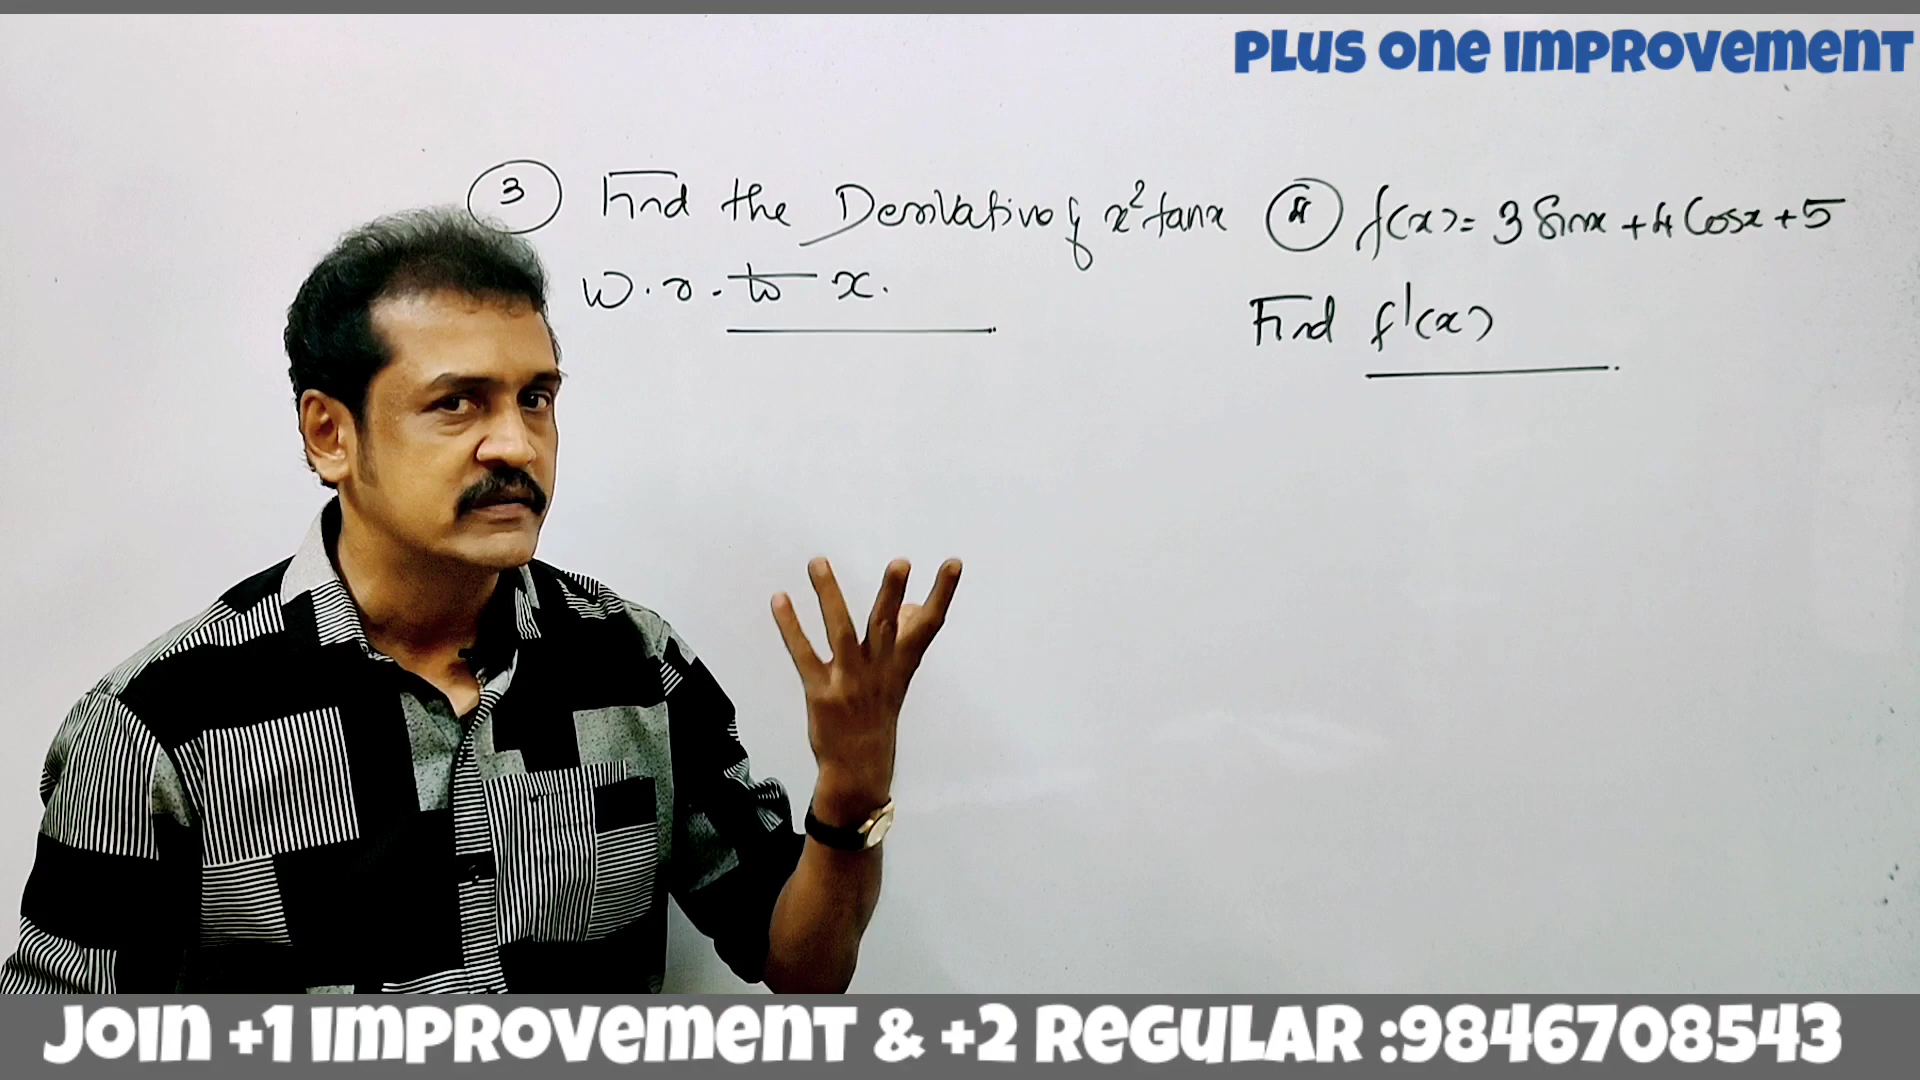 PLUS ONE IMPROVEMENT
3 Find the Derivative of x² tanx
w.r. to x.
4 f(x) = 3 Sinx + 4 Cosx + 5
Find f'(x)
JOIN +1 IMPROVEMENT & +2 REGULAR :9846708543